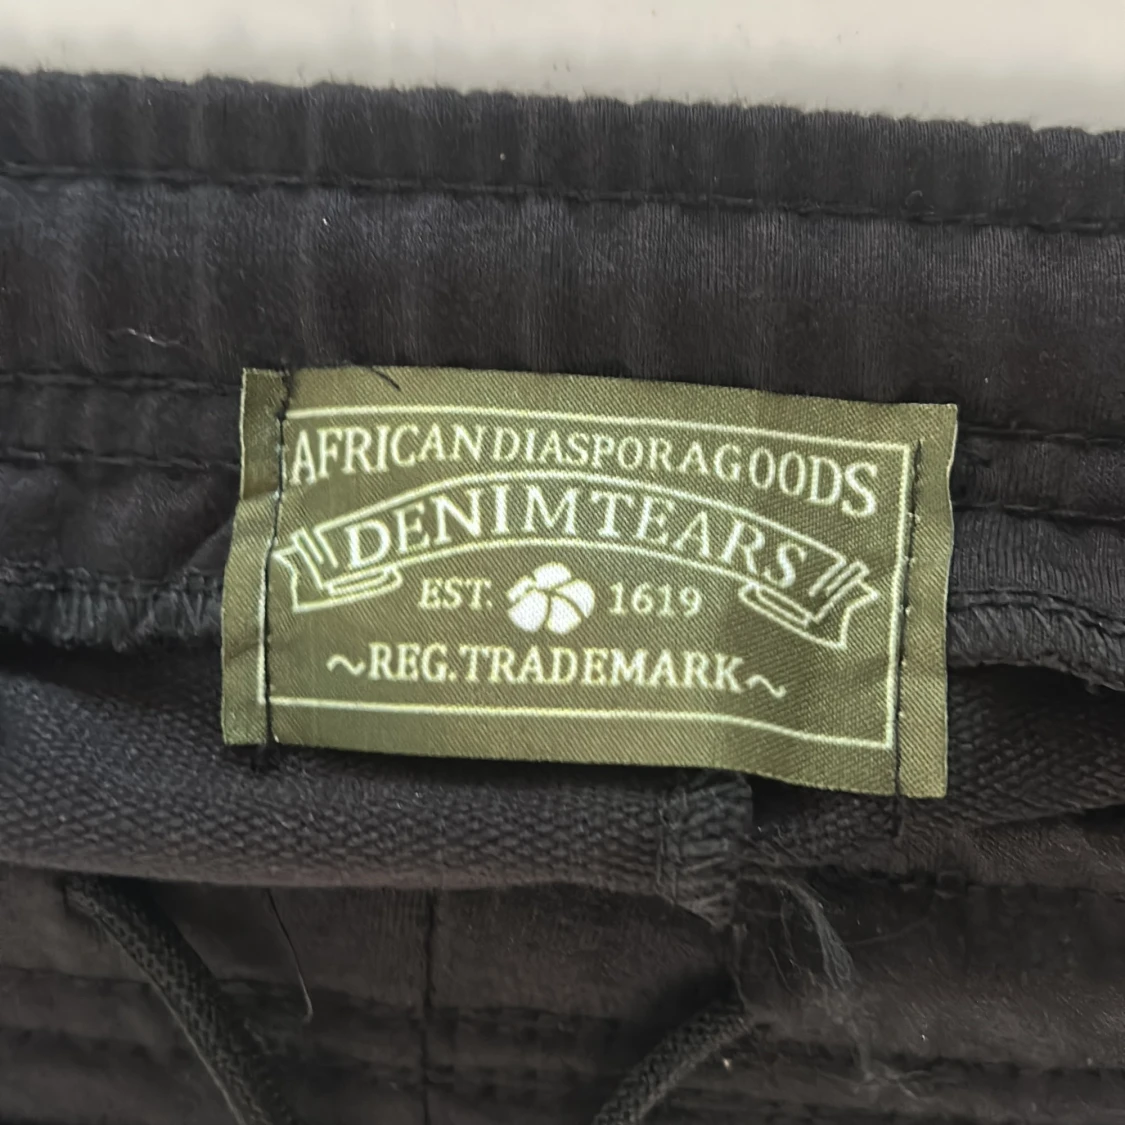 AFRICAN DIASPORA GOODS
DENIM TEARS
EST. 1619
~REG. TRADEMARK~